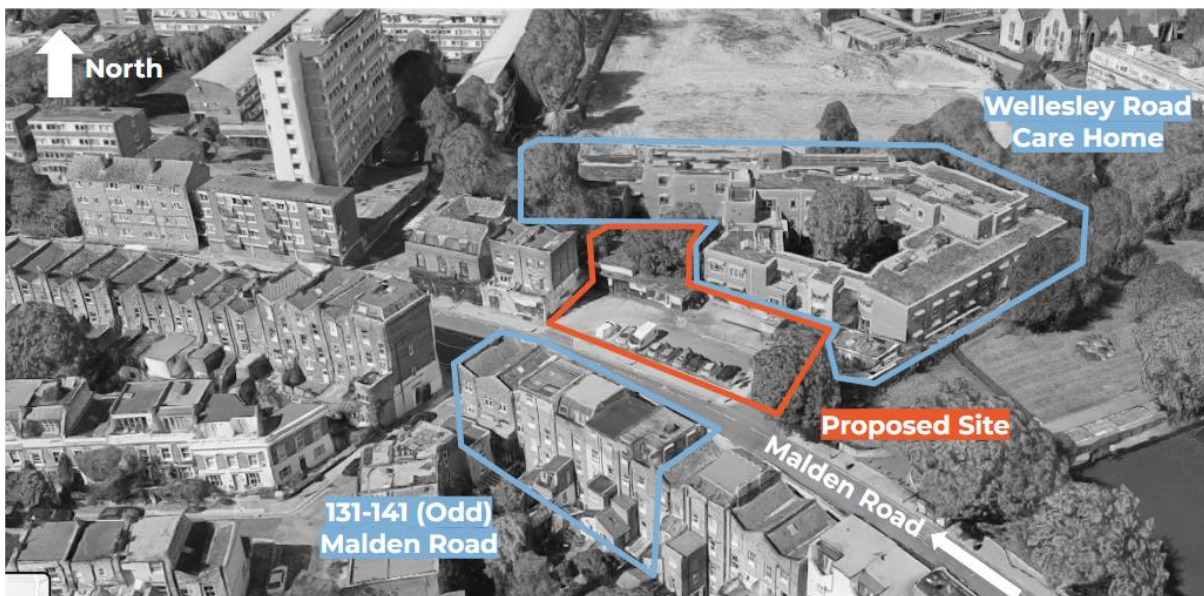 North
Wellesley Road
Care Home
Proposed Site
Malden Road
131-141 (Odd)
Malden Road